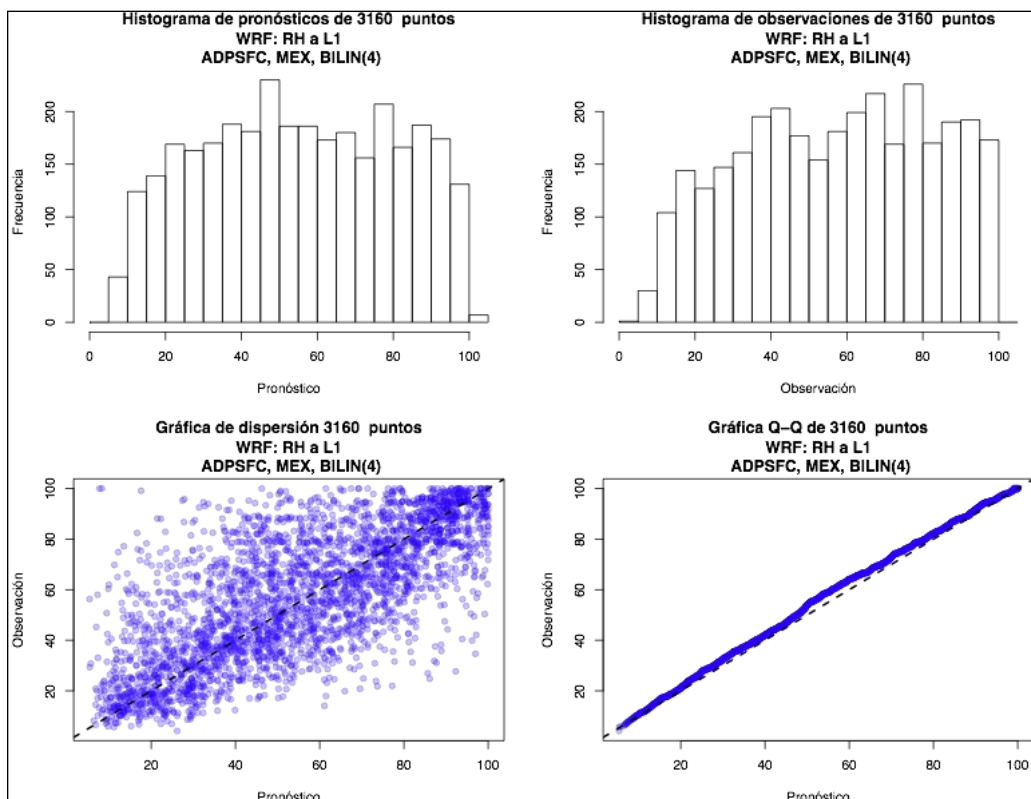 Histograma de pronósticos de 3160 puntos
WRF: RH a L1
ADPSFC, MEX, BILIN(4)
Frecuencia
200
150
100
50
0
0 20 40 60 80 100
Pronóstico
Histograma de observaciones de 3160 puntos
WRF: RH a L1
ADPSFC, MEX, BILIN(4)
Frecuencia
200
150
100
50
0
0 20 40 60 80 100
Observación
Gráfica de dispersión 3160 puntos
WRF: RH a L1
ADPSFC, MEX, BILIN(4)
Observación
100
80
60
40
20
20 40 60 80 100
Pronóstico
Gráfica Q–Q de 3160 puntos
WRF: RH a L1
ADPSFC, MEX, BILIN(4)
Observación
100
80
60
40
20
20 40 60 80 100
Pronóstico